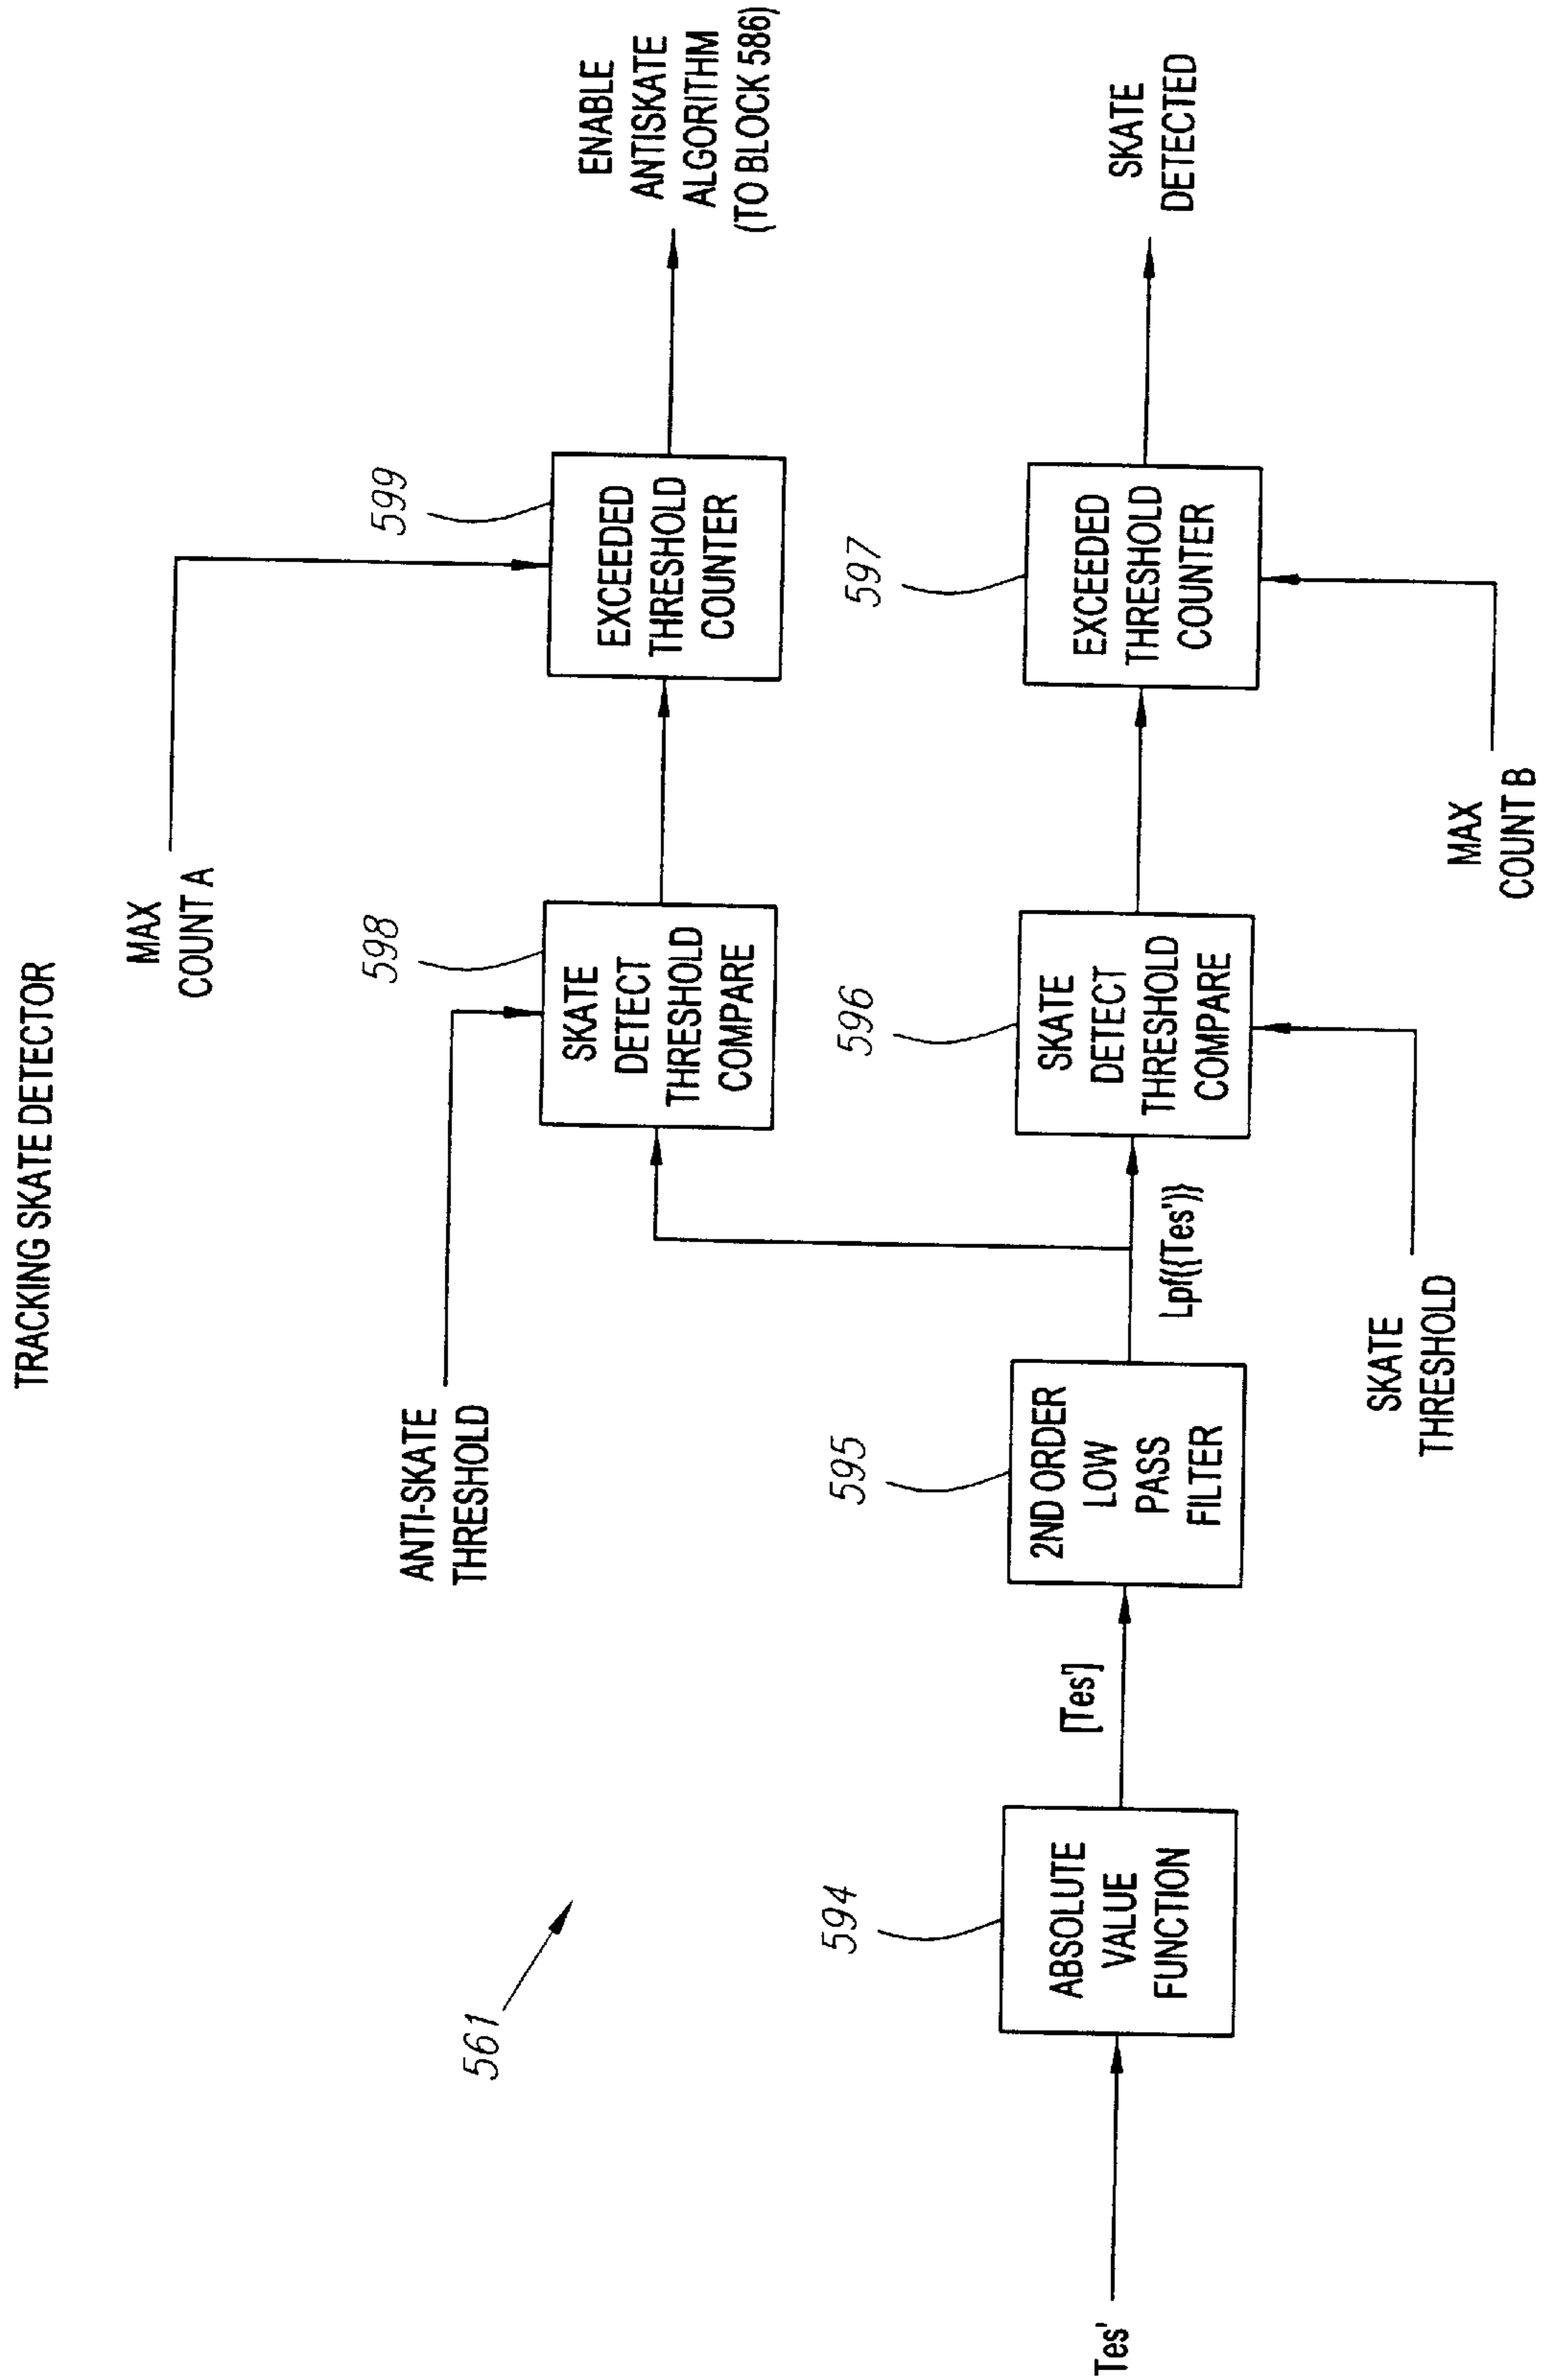 TRACKING SKATE DETECTOR
MAX
COUNT A
ANTI-SKATE
THRESHOLD
598
SKATE
DETECT
THRESHOLD
COMPARE
599
EXCEEDED
THRESHOLD
COUNTER
ENABLE
ANTISKATE
ALGORITHM
(TO BLOCK 586)
561
Tes'
594
ABSOLUTE
VALUE
FUNCTION
[Tes']
595
2ND ORDER
LOW
PASS
FILTER
Lpf({Tes'}}
596
SKATE
DETECT
THRESHOLD
COMPARE
597
EXCEEDED
THRESHOLD
COUNTER
SKATE
DETECTED
SKATE
THRESHOLD
MAX
COUNT B